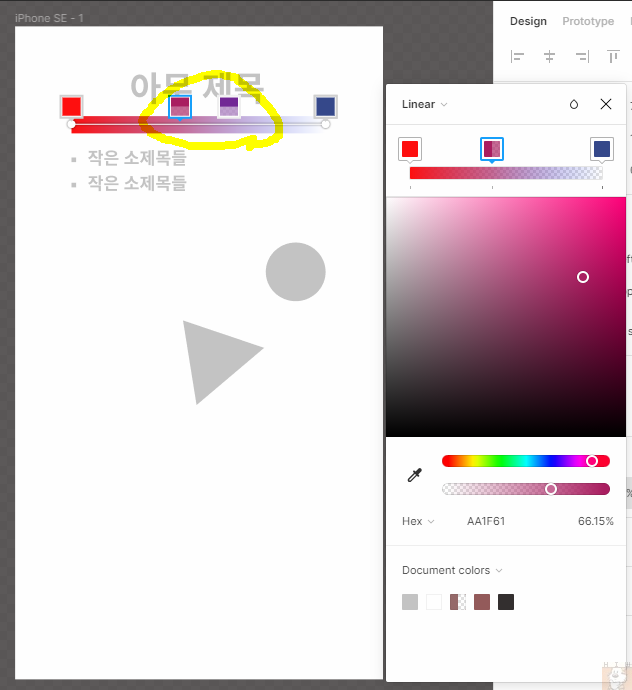 iPhone SE - 1
아무 제목
작은 소제목들
작은 소제목들
Design Prototype
Linear
Hex AA1F61 66.15%
Document colors
H I H